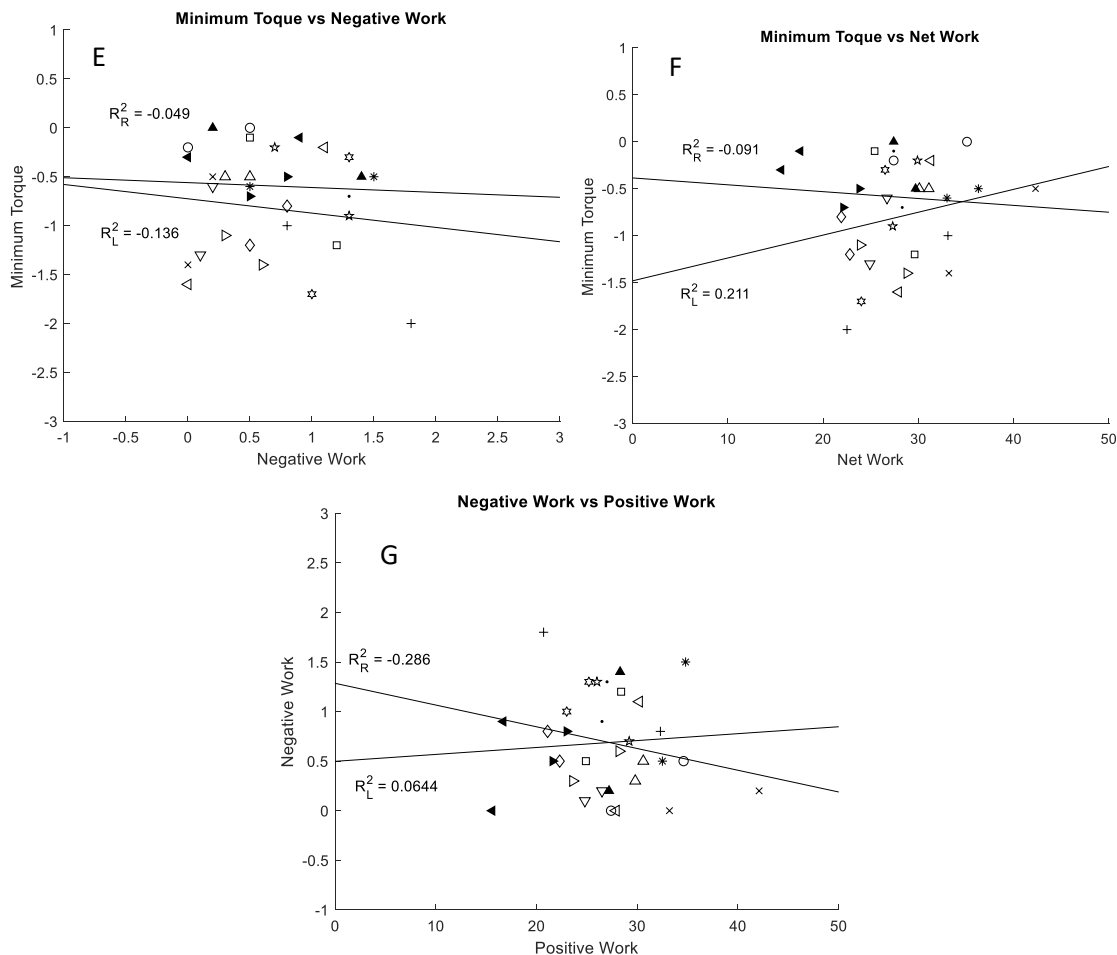 Minimum Toque vs Negative Work
E
1
0.5
0
-0.5
-1
-1.5
-2
-2.5
-3
Minimum Torque
R²R = -0.049
R²L = -0.136
-1 -0.5 0 0.5 1 1.5 2 2.5 3
Negative Work
Minimum Toque vs Net Work
F
1
0.5
0
-0.5
-1
-1.5
-2
-2.5
-3
Minimum Torque
R²R = -0.091
R²L = 0.211
0 10 20 30 40 50
Net Work
Negative Work vs Positive Work
G
3
2.5
2
1.5
1
0.5
0
-0.5
-1
Negative Work
R²R = -0.286
R²L = 0.0644
0 10 20 30 40 50
Positive Work